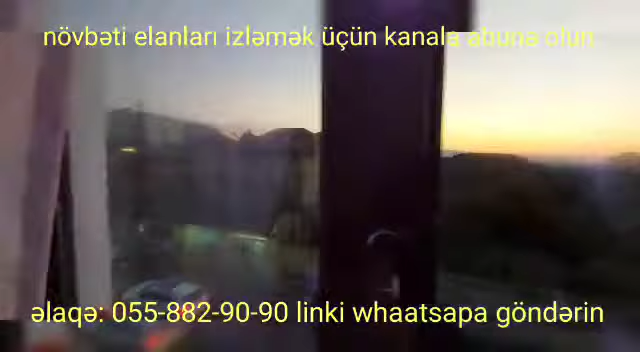 növbəti elanları izləmək üçün kanala abunə olun
əlaqə: 055-882-90-90 linki whaatsapa göndərin